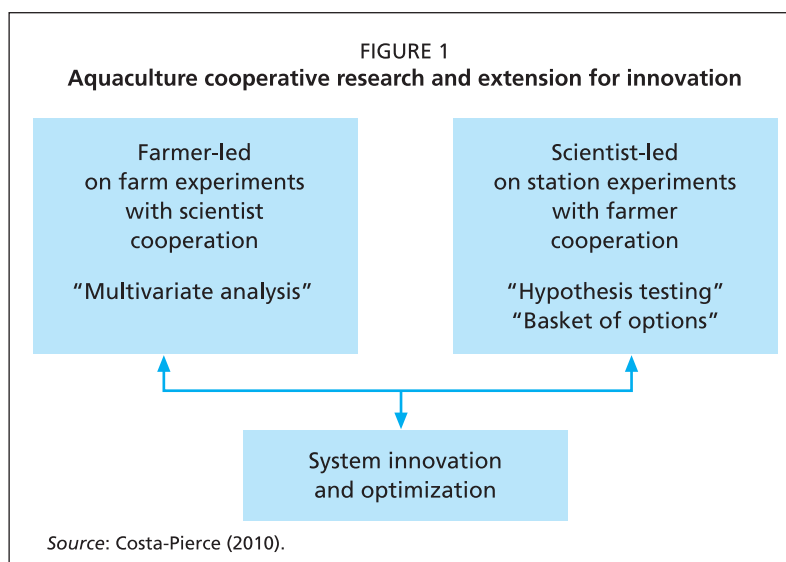 FIGURE 1
Aquaculture cooperative research and extension for innovation
Farmer-led
on farm experiments
with scientist
cooperation
“Multivariate analysis”
Scientist-led
on station experiments
with farmer
cooperation
“Hypothesis testing”
“Basket of options”
System innovation
and optimization
Source: Costa-Pierce (2010).